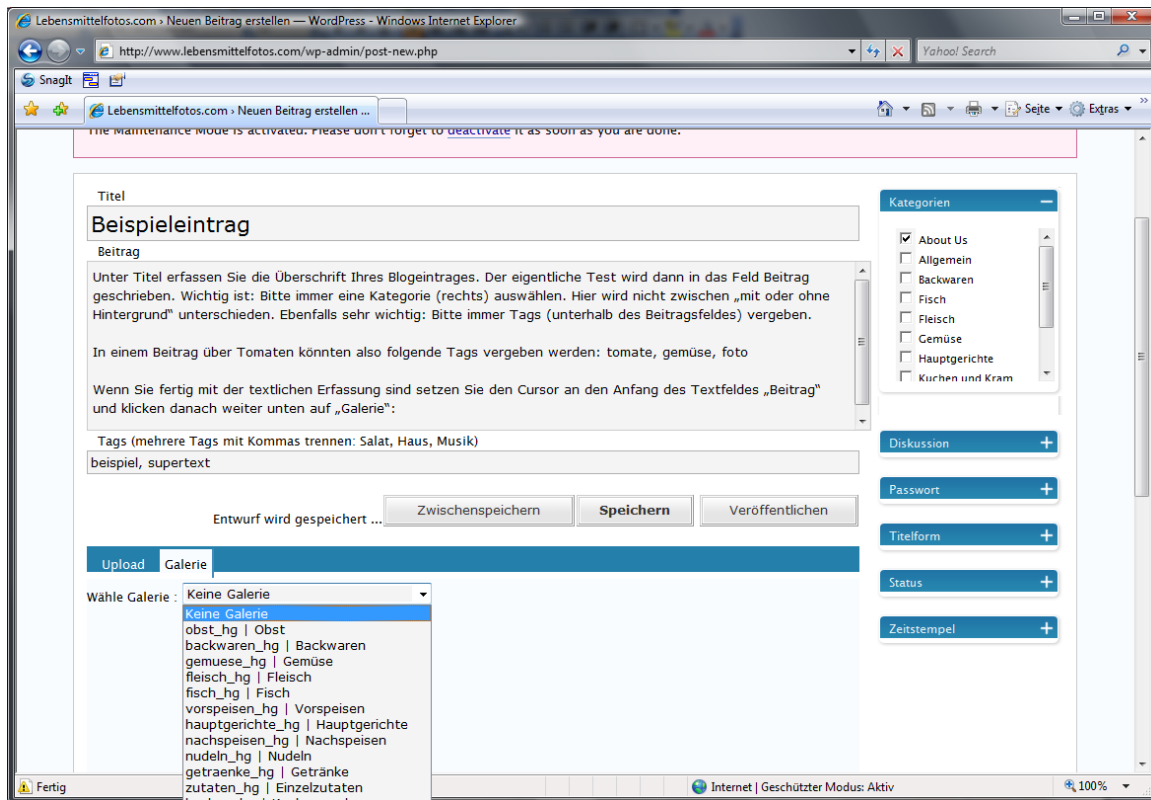 Lebensmittelfotos.com › Neuen Beitrag erstellen — WordPress - Windows Internet Explorer
http://www.lebensmittelfotos.com/wp-admin/post-new.php
Yahoo! Search
SnagIt
Lebensmittelfotos.com › Neuen Beitrag erstellen ...
Seite
Extras
The Maintenance Mode is activated. Please don't forget to deactivate it as soon as you are done.
Titel
Beispieleintrag
Beitrag
Unter Titel erfassen Sie die Überschrift Ihres Blogeintrages. Der eigentliche Test wird dann in das Feld Beitrag
geschrieben. Wichtig ist: Bitte immer eine Kategorie (rechts) auswählen. Hier wird nicht zwischen „mit oder ohne
Hintergrund“ unterschieden. Ebenfalls sehr wichtig: Bitte immer Tags (unterhalb des Beitragsfeldes) vergeben.
In einem Beitrag über Tomaten könnten also folgende Tags vergeben werden: tomate, gemüse, foto
Wenn Sie fertig mit der textlichen Erfassung sind setzen Sie den Cursor an den Anfang des Textfeldes „Beitrag“
und klicken danach weiter unten auf „Galerie“:
Tags (mehrere Tags mit Kommas trennen: Salat, Haus, Musik)
beispiel, supertext
Entwurf wird gespeichert ...
Zwischenspeichern
Speichern
Veröffentlichen
Upload
Galerie
Wähle Galerie :
Keine Galerie
Keine Galerie
obst_hg | Obst
backwaren_hg | Backwaren
gemuese_hg | Gemüse
fleisch_hg | Fleisch
fisch_hg | Fisch
vorspeisen_hg | Vorspeisen
hauptgerichte_hg | Hauptgerichte
nachspeisen_hg | Nachspeisen
nudeln_hg | Nudeln
getraenke_hg | Getränke
zutaten_hg | Einzelzutaten
Kategorien
About Us
Allgemein
Backwaren
Fisch
Fleisch
Gemüse
Hauptgerichte
Kuchen und Kram
Diskussion
Passwort
Titelform
Status
Zeitstempel
Fertig
Internet | Geschützter Modus: Aktiv
100%